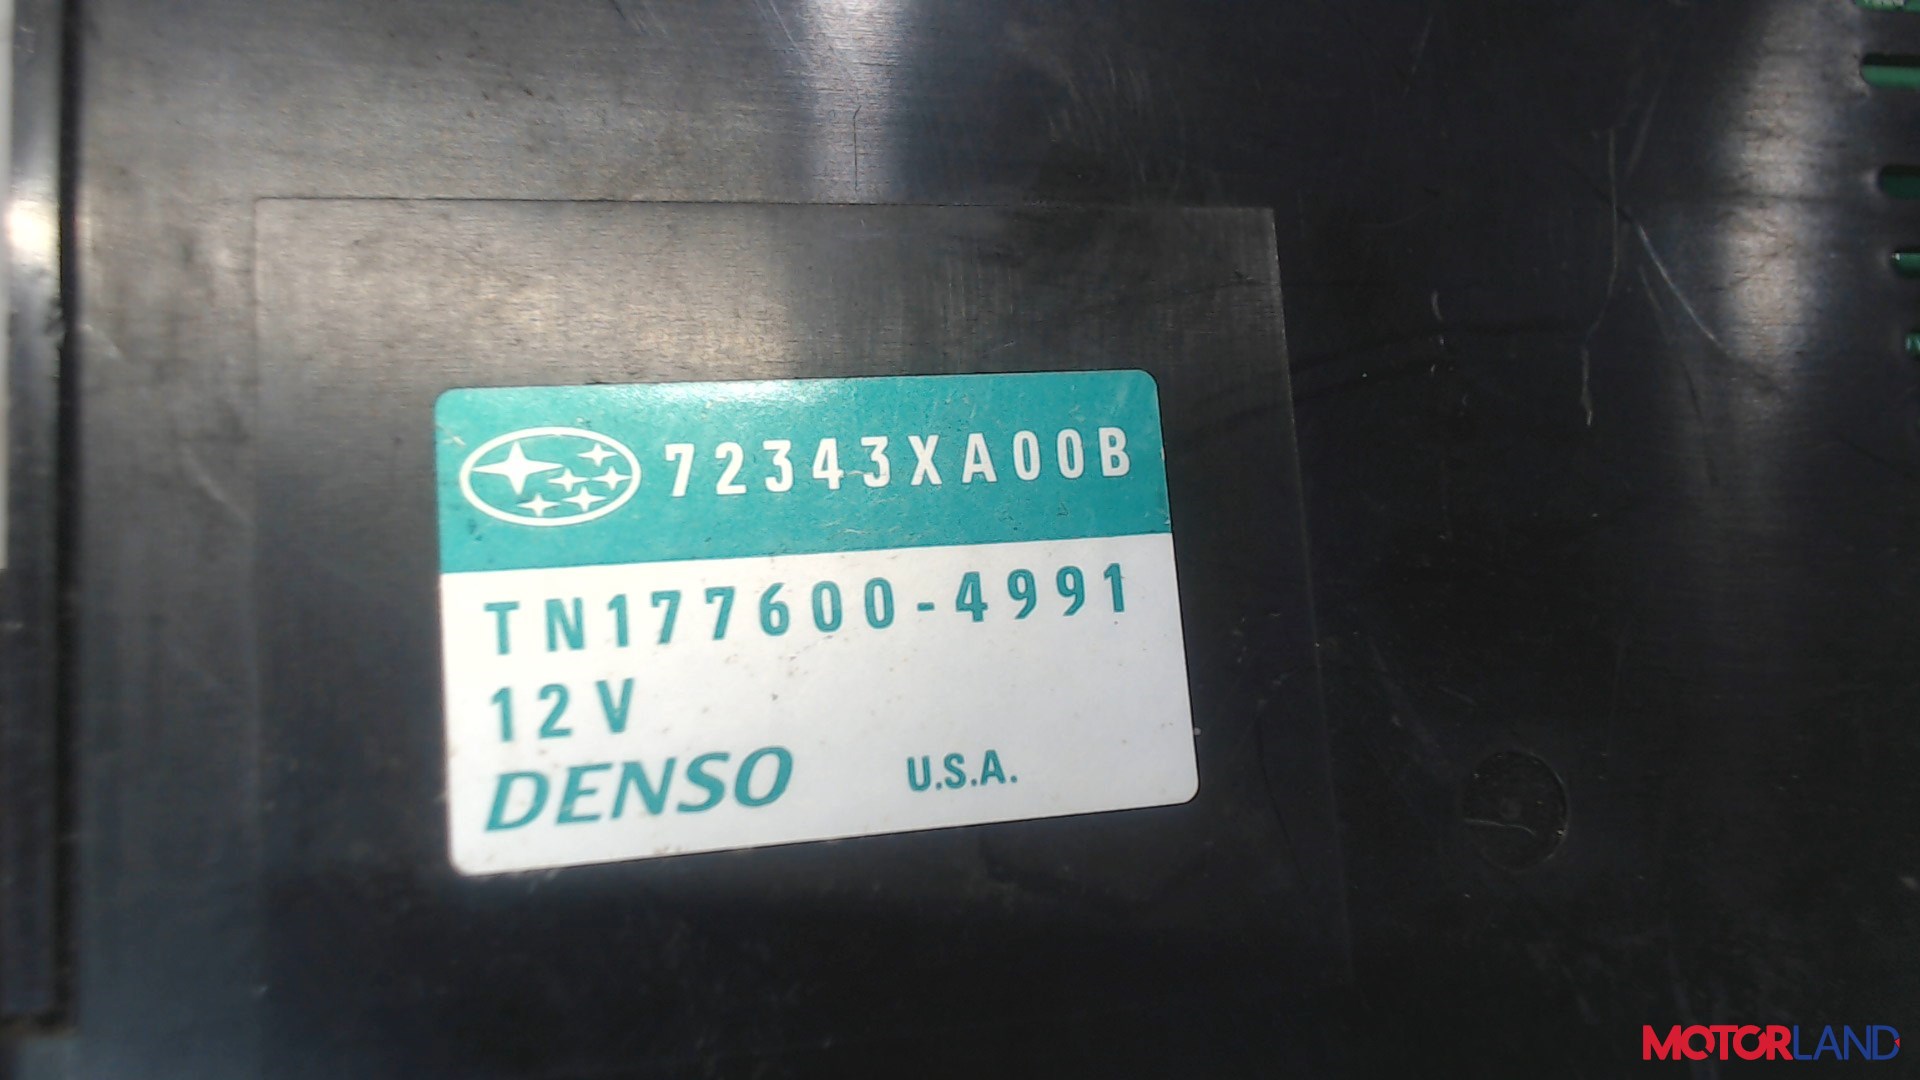 72343XA00B
TN177600-4991
12V
DENSO U.S.A.
MOTORLAND